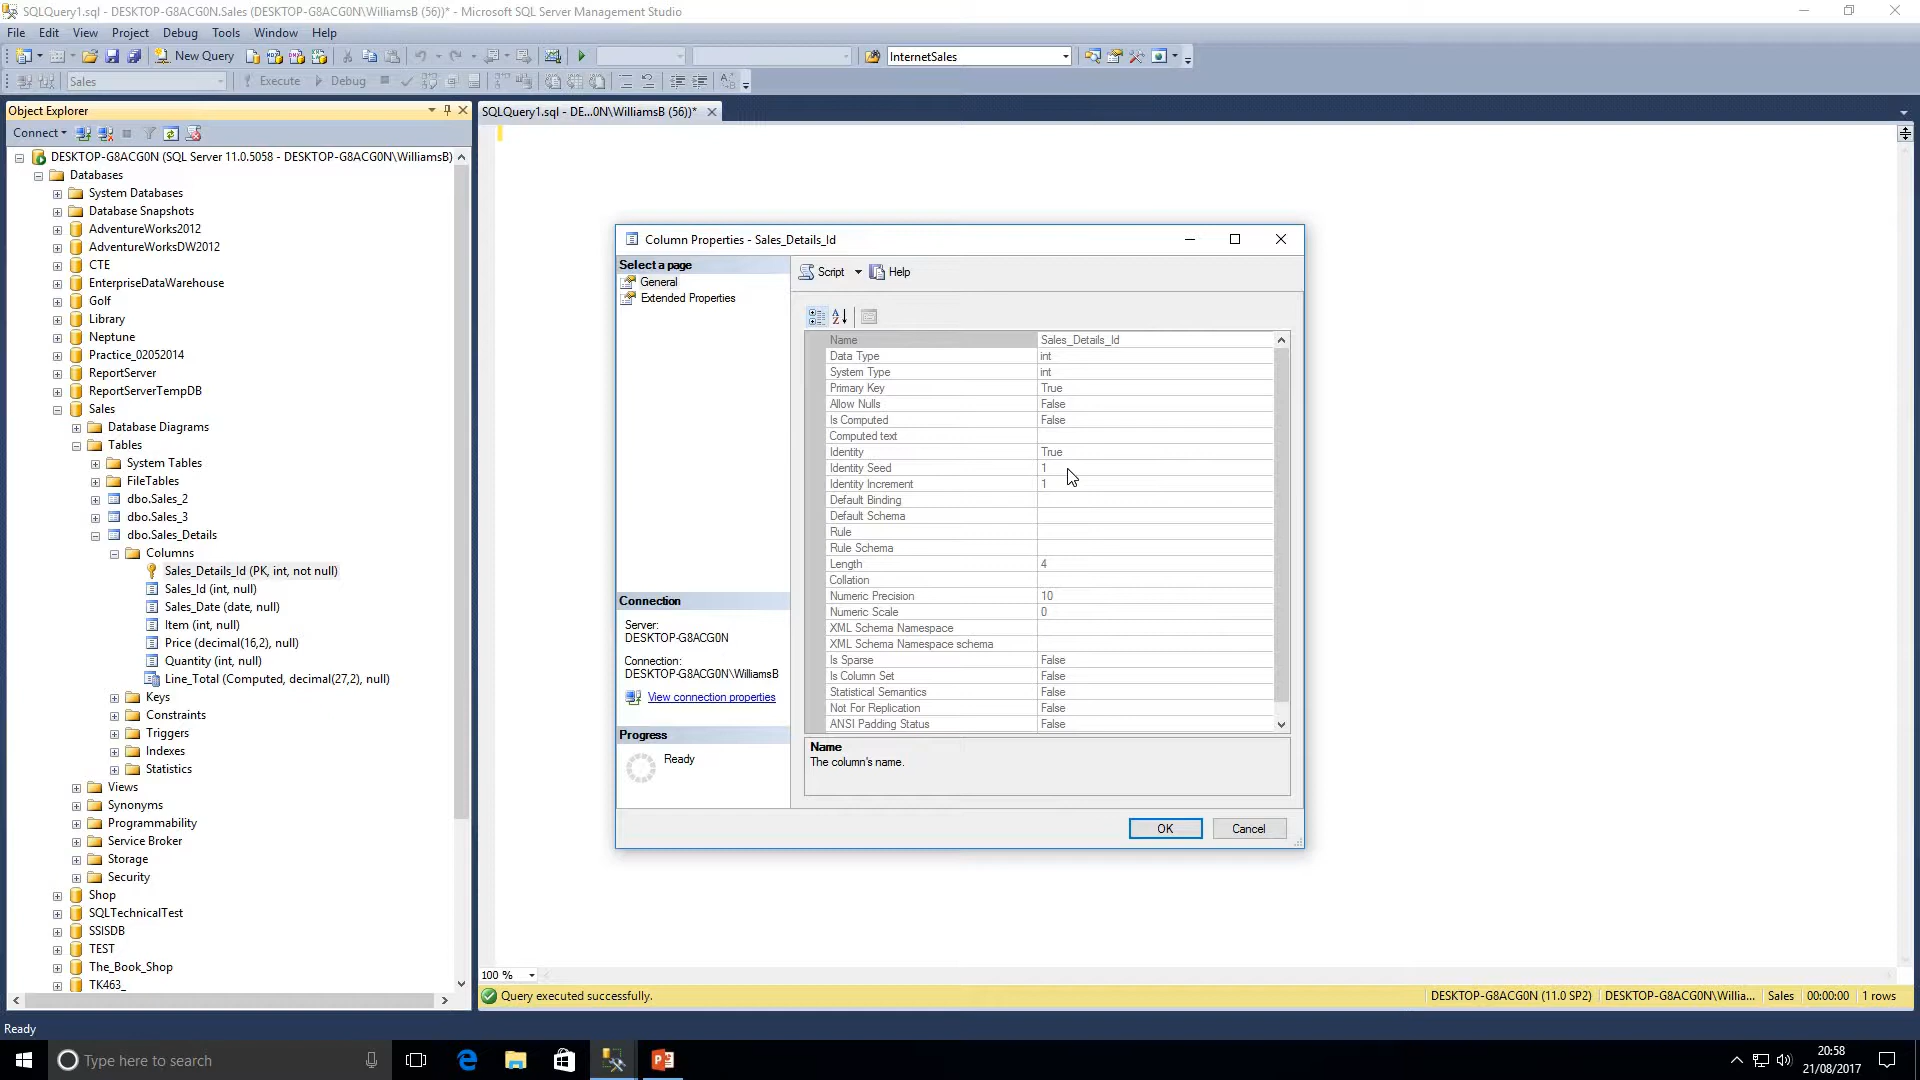 SQLQuery1.sql - DESKTOP-G8ACG0N.Sales (DESKTOP-G8ACG0N\WilliamsB (56))* - Microsoft SQL Server Management Studio
File Edit View Project Debug Tools Window Help
New Query InternetSales
Sales Execute Debug
Object Explorer
SQLQuery1.sql - DE...0N\WilliamsB (56))*
Connect
DESKTOP-G8ACG0N (SQL Server 11.0.5058 - DESKTOP-G8ACG0N\WilliamsB)
Databases
System Databases
Database Snapshots
AdventureWorks2012
AdventureWorksDW2012
CTE
EnterpriseDataWarehouse
Golf
Library
Neptune
Practice_02052014
ReportServer
ReportServerTempDB
Sales
Database Diagrams
Tables
System Tables
FileTables
dbo.Sales_2
dbo.Sales_3
dbo.Sales_Details
Columns
Sales_Details_Id (PK, int, not null)
Sales_Id (int, null)
Sales_Date (date, null)
Item (int, null)
Price (decimal(16,2), null)
Quantity (int, null)
Line_Total (Computed, decimal(27,2), null)
Keys
Constraints
Triggers
Indexes
Statistics
Views
Synonyms
Programmability
Service Broker
Storage
Security
Shop
SQLTechnicalTest
SSISDB
TEST
The_Book_Shop
TK463_
Column Properties - Sales_Details_Id
Select a page
General
Extended Properties
Connection
Server:
DESKTOP-G8ACG0N
Connection:
DESKTOP-G8ACG0N\WilliamsB
View connection properties
Progress
Ready
Script Help
Name Sales_Details_Id
Data Type int
System Type int
Primary Key True
Allow Nulls False
Is Computed False
Computed text
Identity True
Identity Seed 1
Identity Increment 1
Default Binding
Default Schema
Rule
Rule Schema
Length 4
Collation
Numeric Precision 10
Numeric Scale 0
XML Schema Namespace
XML Schema Namespace schema
Is Sparse False
Is Column Set False
Statistical Semantics False
Not For Replication False
ANSI Padding Status False
Name
The column's name.
OK Cancel
100 %
Query executed successfully. DESKTOP-G8ACG0N (11.0 SP2) DESKTOP-G8ACG0N\Willia... Sales 00:00:00 1 rows
Ready
Type here to search
20:58
21/08/2017